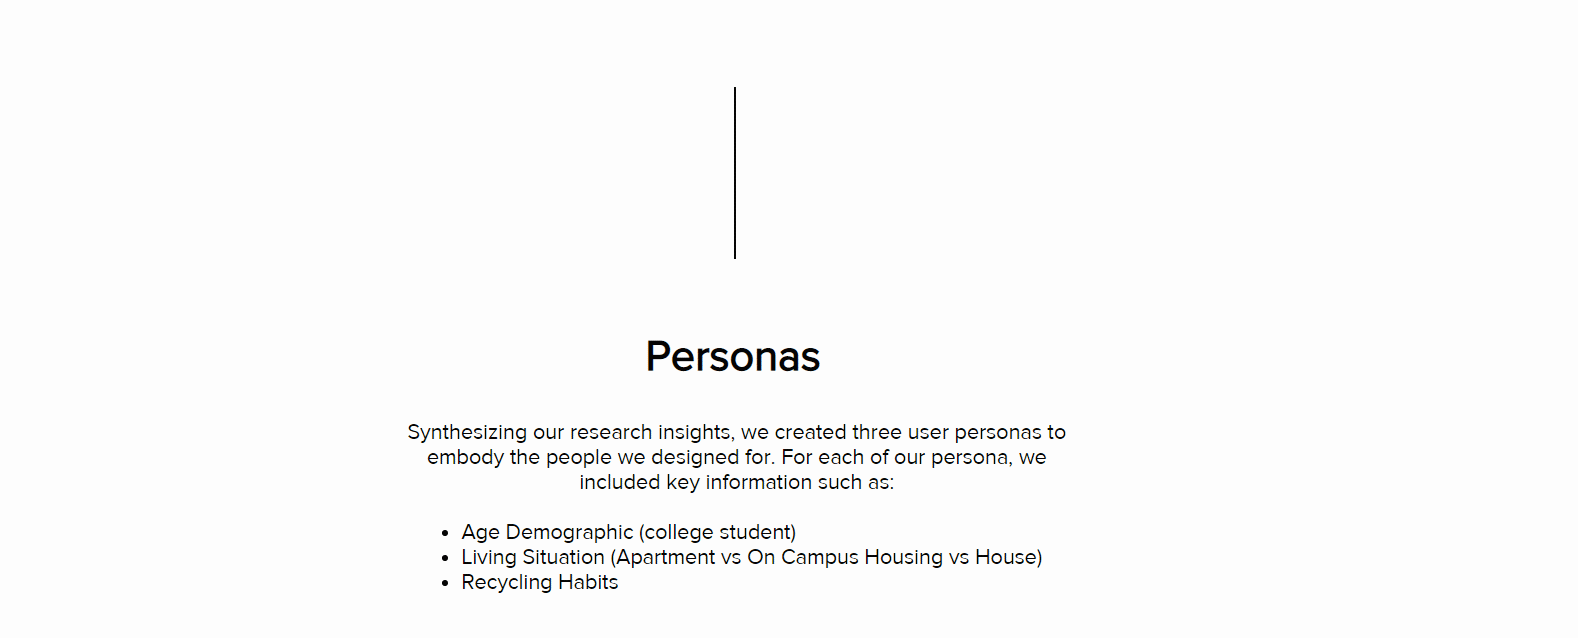 Personas
Synthesizing our research insights, we created three user personas to
embody the people we designed for. For each of our persona, we
included key information such as:
• Age Demographic (college student)
• Living Situation (Apartment vs On Campus Housing vs House)
• Recycling Habits